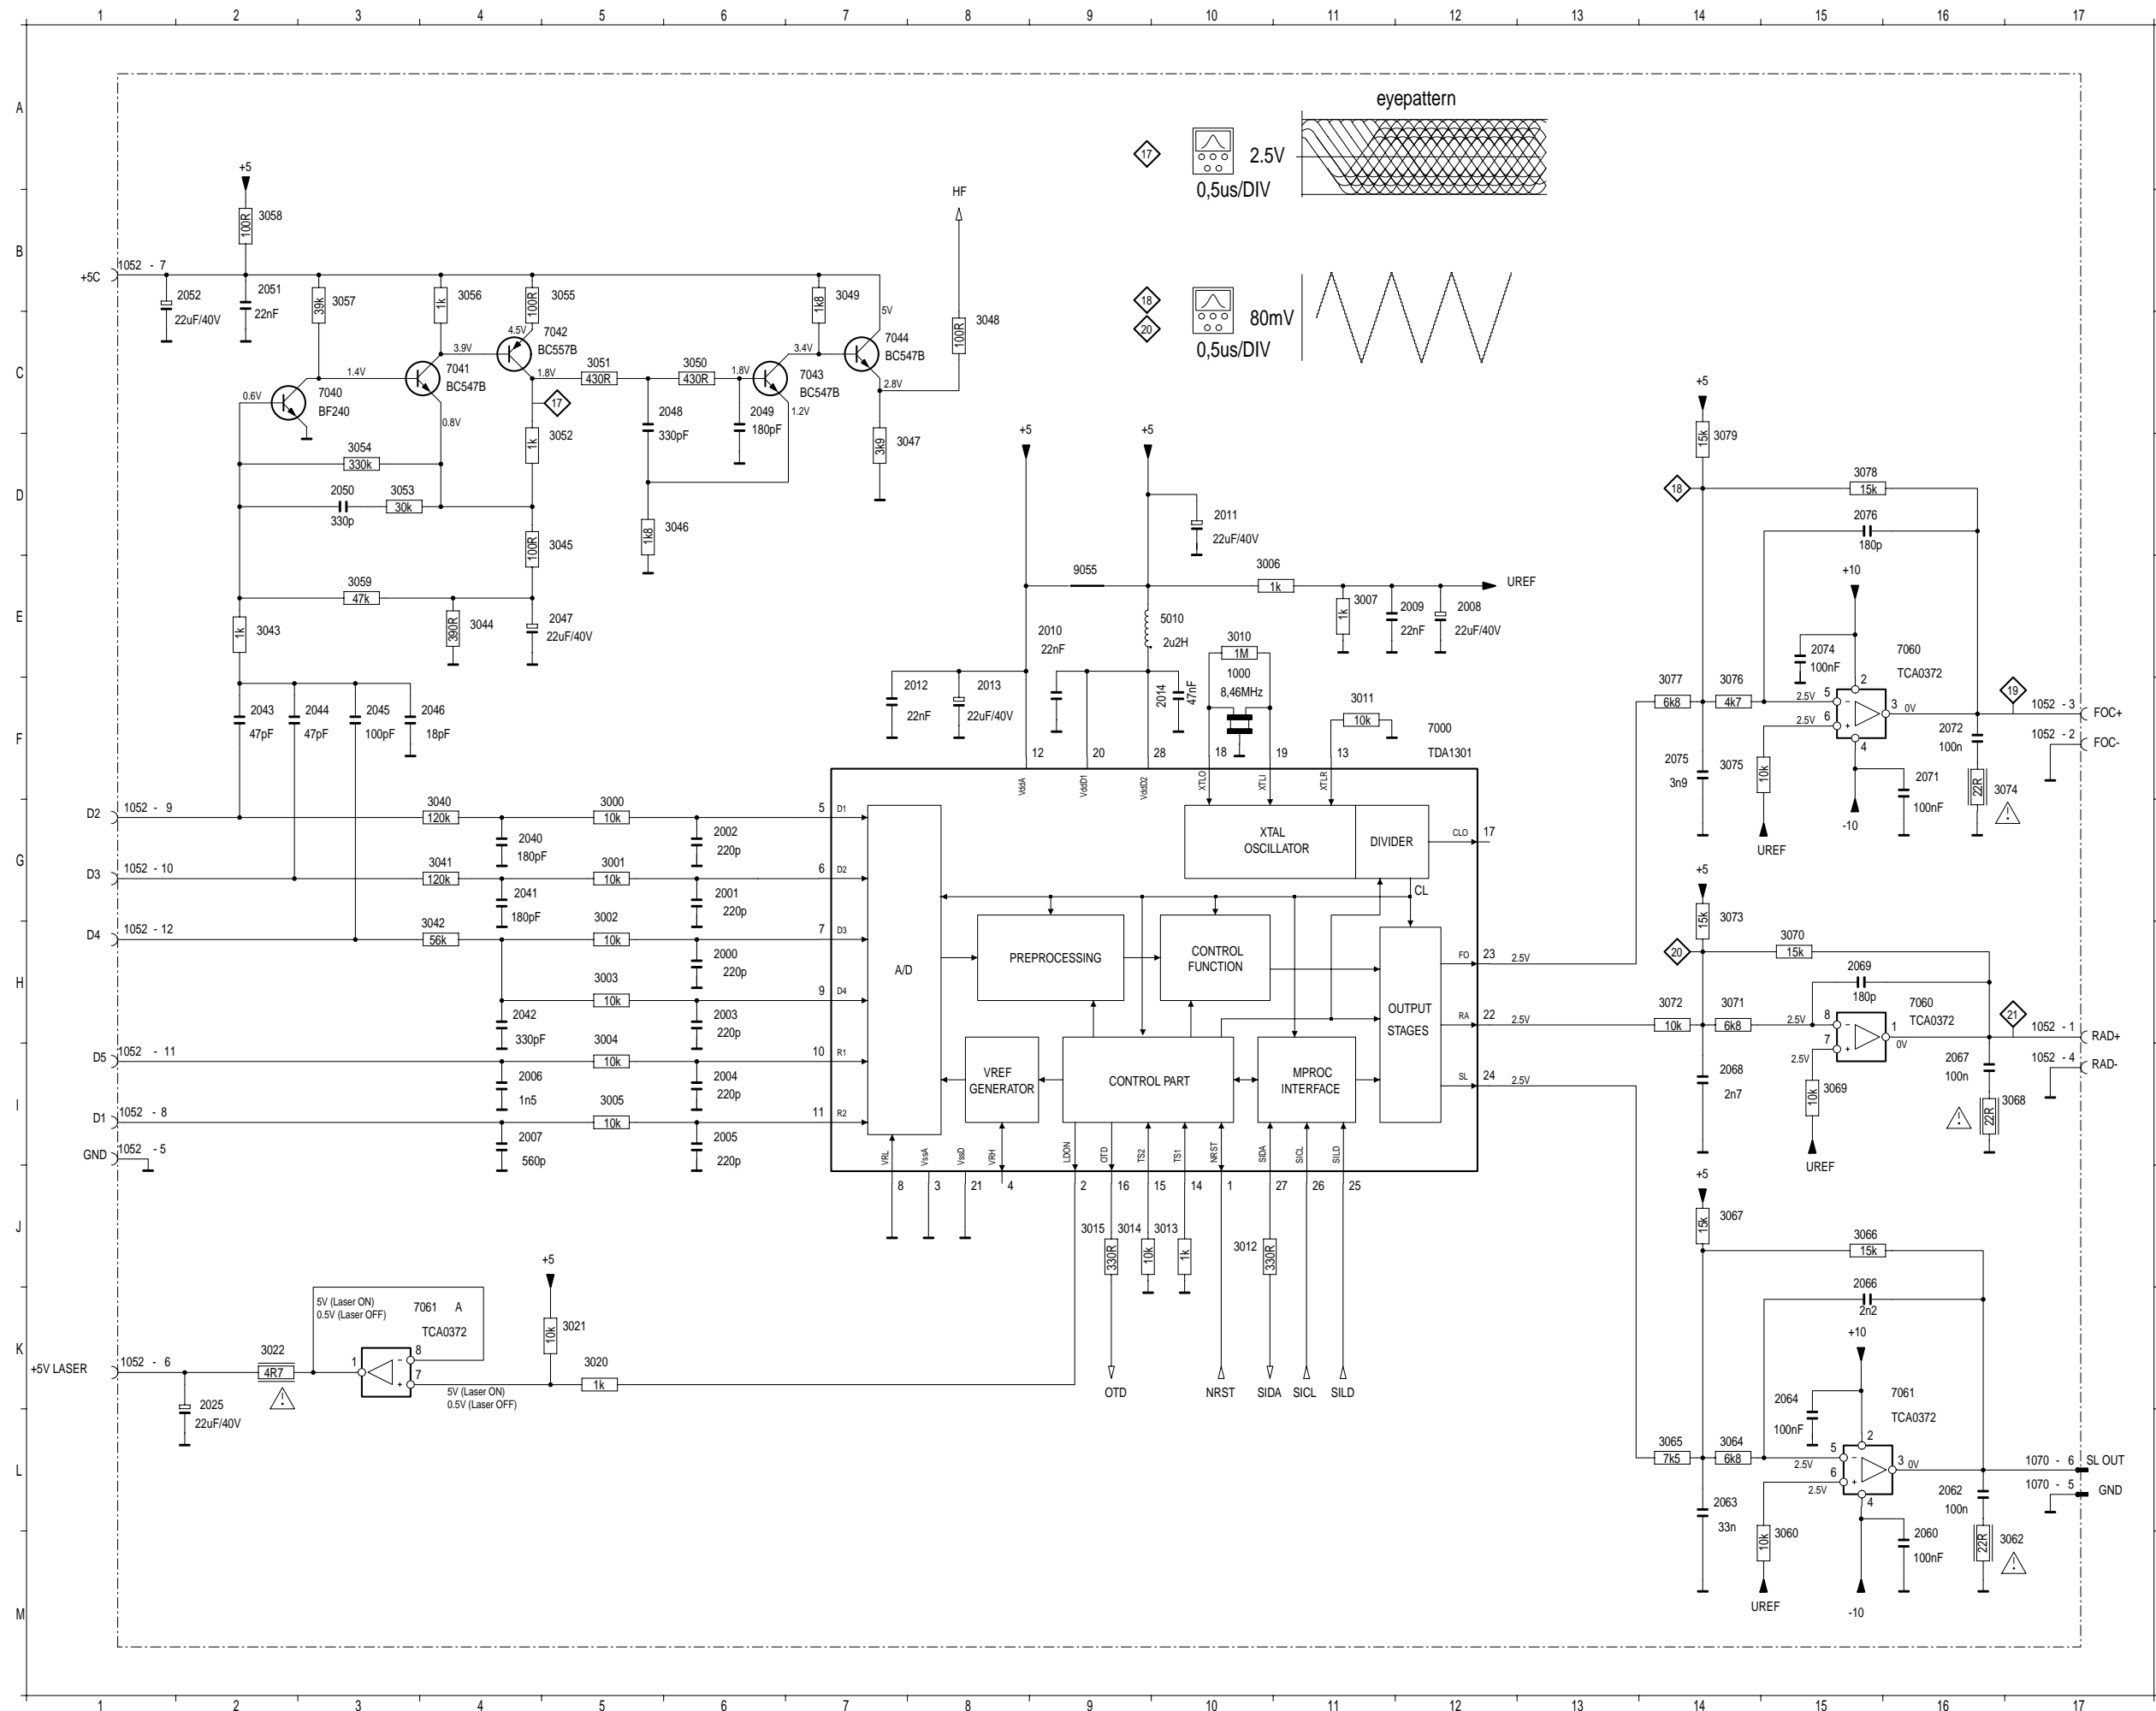 1 2 3 4 5 6 7 8 9 10 11 12 13 14 15 16 17
A
eyepattern
17
2.5V
0,5us/DIV
+5
3058
100R
HF
B
+5C
1052 - 7
2052
22uF/40V
2051
22nF
39k
3057
1k
3056
100R
3055
1k8
3049
5V
100R
3048
18
20
80mV
0,5us/DIV
4.5V
7042
BC557B
3.9V
3.4V
7044
BC547B
C
7041
BC547B
1.4V
7040
BF240
0.6V
0.8V
1.8V
3051
430R
3050
430R
1.8V
7043
BC547B
1.2V
2.8V
17
2048
330pF
2049
180pF
1k
3052
3k9
3047
+5
+5
+5
15k
3079
3054
330k
D
2050
330p
3053
30k
1k8
3046
100R
3045
2011
22uF/40V
18
3078
15k
2076
180p
9055
3006
1k
UREF
+10
3059
47k
E
1k
3043
390R
3044
2047
22uF/40V
2010
22nF
5010
2u2H
1k
3007
2009
22nF
2008
22uF/40V
3010
1M
1000
8,46MHz
2074
100nF
7060
TCA0372
2043
47pF
2044
47pF
2045
100pF
2046
18pF
2012
22nF
2013
22uF/40V
2014
47nF
3011
10k
3077
6k8
3076
4k7
2.5V
5
2
-
3
0V
19
1052 - 3
FOC+
F
7000
TDA1301
2.5V
6
+
4
2072
100n
1052 - 2
FOC-
12
20
28
18
19
13
VddA
VddD1
VddD2
XTLO
XTLI
XTLR
2075
3n9
3075
10k
2071
100nF
22R
3074
-10
UREF
D2
1052 - 9
3040
120k
3000
10k
5
D1
2040
180pF
2002
220p
XTAL
OSCILLATOR
DIVIDER
CLO
17
G
D3
1052 - 10
3041
120k
3001
10k
6
D2
2041
180pF
2001
220p
CL
+5
15k
3073
D4
1052 - 12
3042
56k
3002
10k
7
D3
2000
220p
A/D
PREPROCESSING
CONTROL
FUNCTION
FO
23
2.5V
20
3070
15k
H
3003
10k
9
D4
2042
330pF
2003
220p
OUTPUT
STAGES
RA
22
2.5V
3072
10k
3071
6k8
2069
180p
2.5V
8
-
7
+
1
0V
7060
TCA0372
21
1052 - 1
RAD+
D5
1052 - 11
3004
10k
10
R1
2006
1n5
2004
220p
VREF
GENERATOR
CONTROL PART
MPROC
INTERFACE
SL
24
2.5V
2068
2n7
2.5V
10k
3069
2067
100n
1052 - 4
RAD-
I
D1
1052 - 8
3005
10k
11
R2
2007
560p
2005
220p
22R
3068
UREF
GND
1052 - 5
VRL
VssA
VssD
VRH
LDON
OTD
TS2
TS1
NRST
SIDA
SICL
SILD
8
3
21
4
2
16
15
14
1
27
26
25
+5
15k
3067
J
3015
330R
3014
10k
3013
1k
3012
330R
3066
15k
+5
5V (Laser ON)
0.5V (Laser OFF)
7061 A
TCA0372
10k
3021
2066
2n2
+10
K
+5V LASER
1052 - 6
3022
4R7
1
8
-
7
+
3020
1k
5V (Laser ON)
0.5V (Laser OFF)
OTD
NRST
SIDA
SICL
SILD
2025
22uF/40V
2064
100nF
7061
TCA0372
L
3065
7k5
3064
6k8
2.5V
5
2
-
6
+
2.5V
4
3
0V
1070 - 6
SL OUT
1070 - 5
GND
2063
33n
2062
100n
10k
3060
2060
100nF
22R
3062
M
UREF
-10
1 2 3 4 5 6 7 8 9 10 11 12 13 14 15 16 17